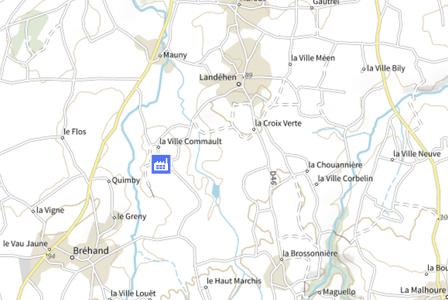 Gautrel
la Ville Méen
Mauny
la Ville Bily
Landéhen
89
la Croix Verte
le Flos
la Ville Commault
la Ville Neuve
la Chouannière
Quimby
D46
la Ville Corbelin
la Vigne
le Greny
le Vau Jaune
94
Bréhand
la Brossonnière
le Haut Marchis
la Ville Louët
Maguello
la Malhoure